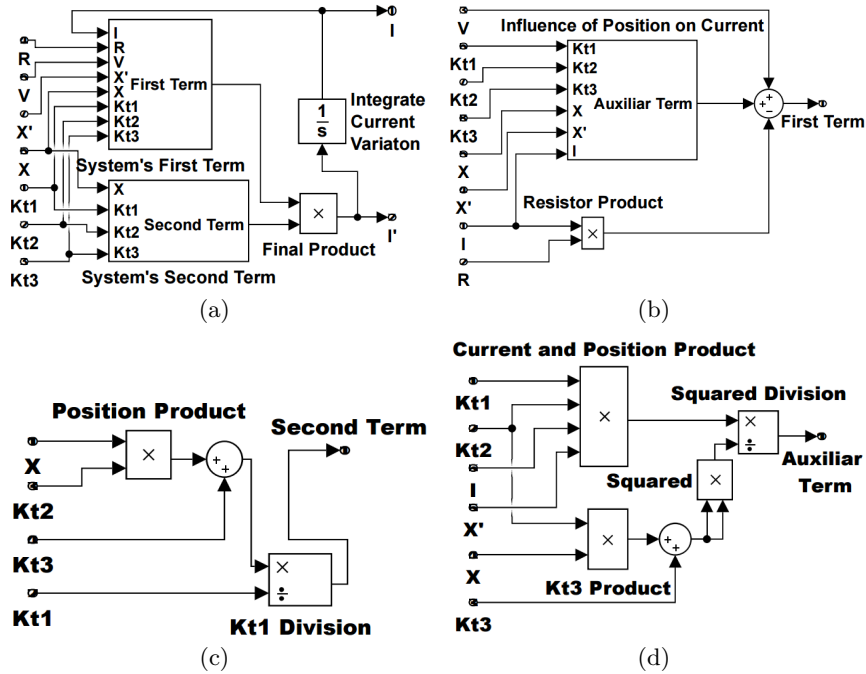 I
R
V
X'
X
Kt1
Kt2
Kt3
First Term
System's First Term
R
V
X'
X
Kt1
Kt2
Kt3
X
Kt1
Kt2
Kt3
Second Term
System's Second Term
×
Final Product
1
s
Integrate
Current
Variaton
I
I'
(a)
Influence of Position on Current
V
Kt1
Kt2
Kt3
X
X'
I
R
Kt1
Kt2
Kt3
X
X'
I
Auxiliar Term
Resistor Product
×
+
+
−
First Term
(b)
Position Product
X
Kt2
Kt3
Kt1
×
+
+
×
÷
Kt1 Division
Second Term
(c)
Current and Position Product
Kt1
Kt2
I
X'
X
Kt3
×
×
Kt3 Product
+
+
Squared
×
Squared Division
×
÷
Auxiliar
Term
(d)